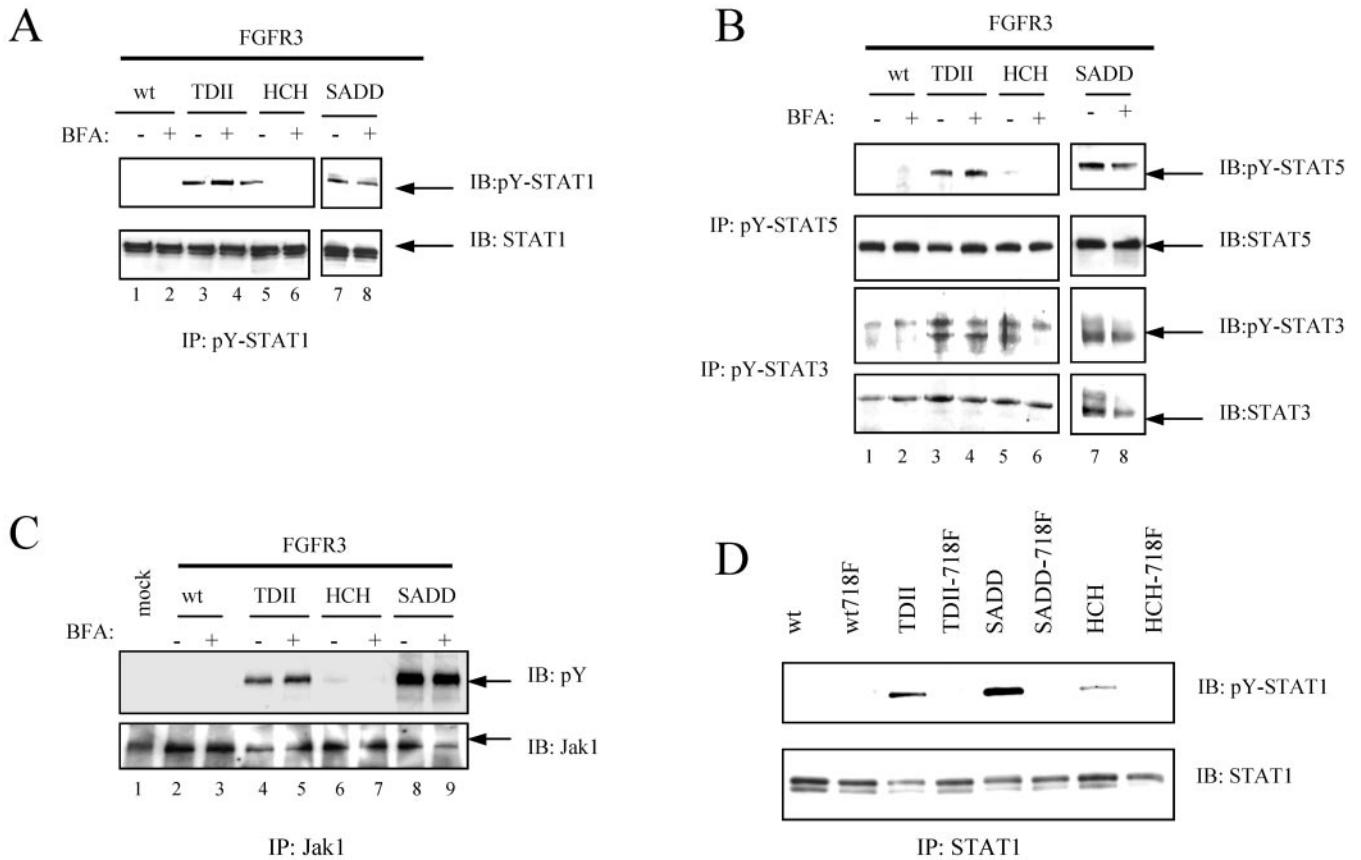 A
FGFR3
wt TDII HCH SADD
BFA: - + - + - + - +
IB:pY-STAT1
IB: STAT1
1 2 3 4 5 6 7 8
IP: pY-STAT1
B
FGFR3
wt TDII HCH SADD
BFA: - + - + - + - +
IB:pY-STAT5
IP: pY-STAT5
IB:STAT5
IB:pY-STAT3
IP: pY-STAT3
IB:STAT3
1 2 3 4 5 6 7 8
C
FGFR3
mock
wt TDII HCH SADD
BFA: - + - + - + - +
IB: pY
IB: Jak1
1 2 3 4 5 6 7 8 9
IP: Jak1
D
wt
wt718F
TDII
TDII-718F
SADD
SADD-718F
HCH
HCH-718F
IB: pY-STAT1
IB: STAT1
IP: STAT1